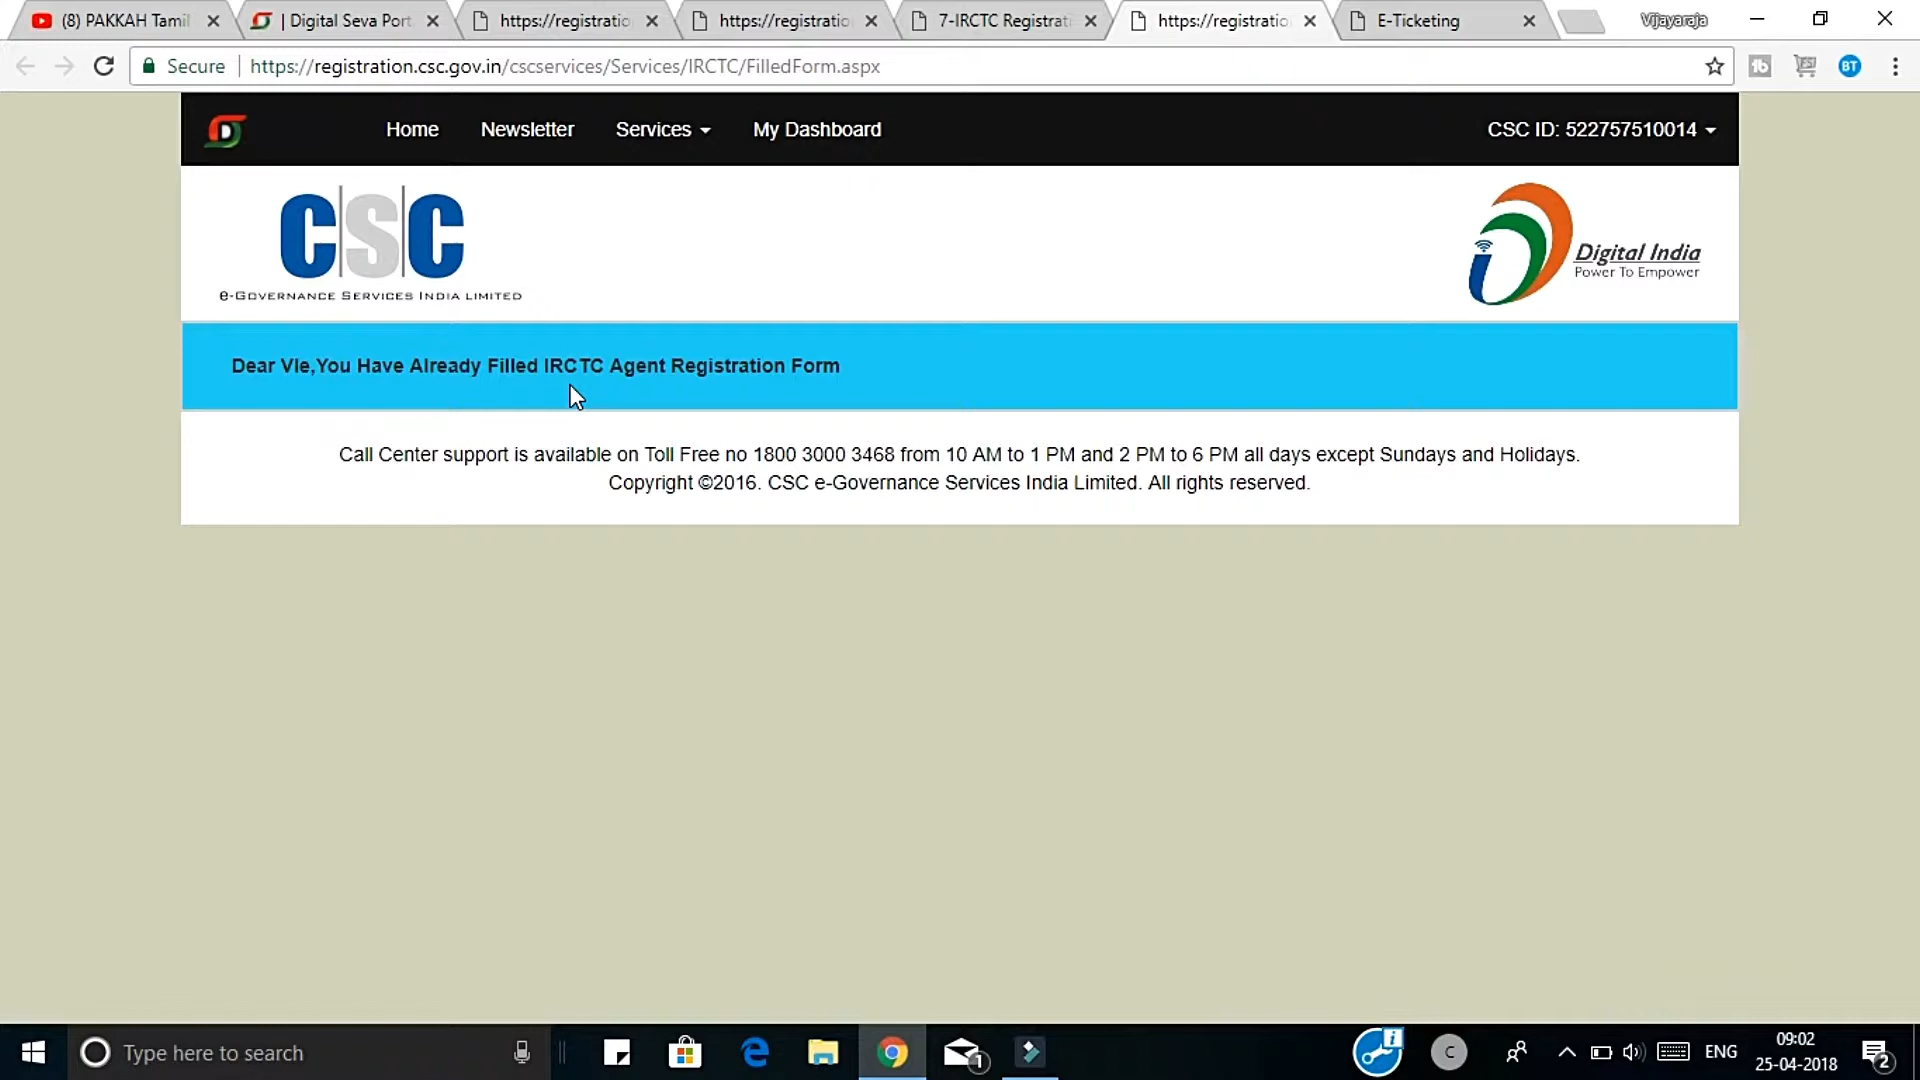 (8) PAKKAH Tamil
| Digital Seva Port
https://registratio
https://registratio
7-IRCTC Registrati
https://registratio
E-Ticketing
Vijayaraja
Secure
https://registration.csc.gov.in/cscservices/Services/IRCTC/FilledForm.aspx
BT
Home
Newsletter
Services
My Dashboard
CSC ID: 522757510014
CSC
e-Governance Services India Limited
Digital India
Power To Empower
Dear Vle,You Have Already Filled IRCTC Agent Registration Form
Call Center support is available on Toll Free no 1800 3000 3468 from 10 AM to 1 PM and 2 PM to 6 PM all days except Sundays and Holidays.
Copyright ©2016. CSC e-Governance Services India Limited. All rights reserved.
Type here to search
1
C
ENG
09:02
25-04-2018
2